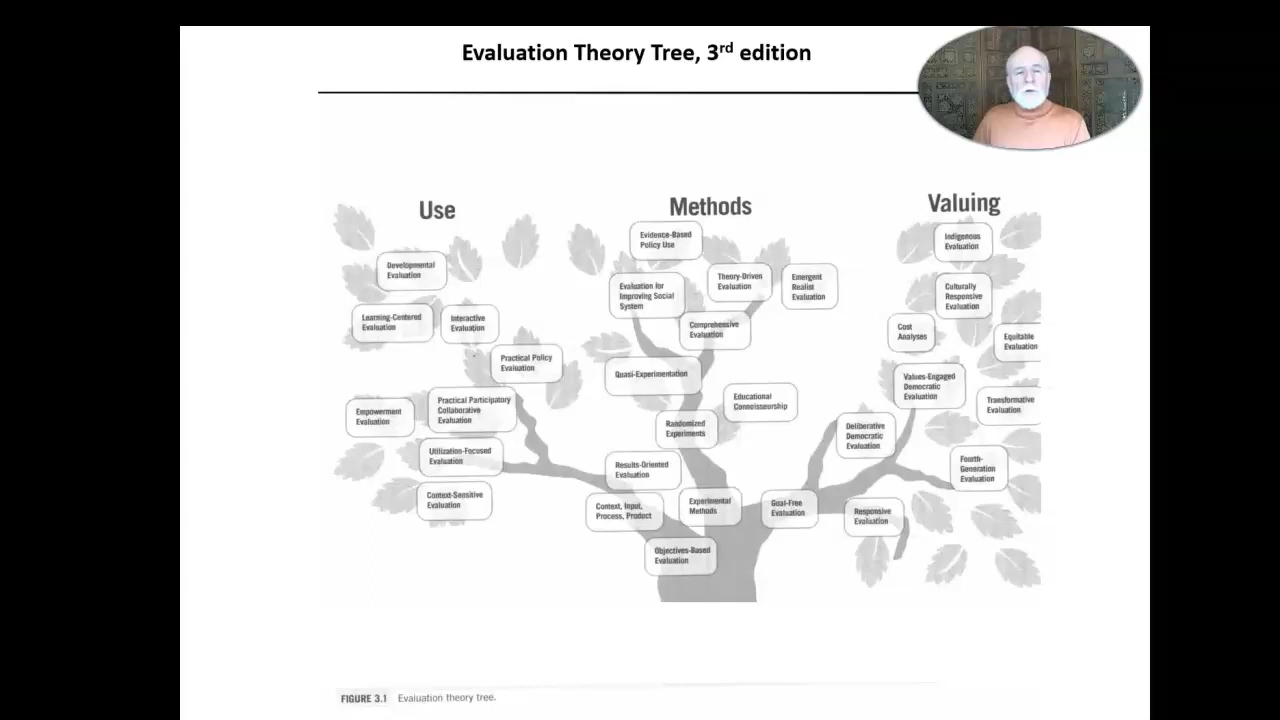 Evaluation Theory Tree, 3rd edition
Use
Methods
Valuing
Developmental
Evaluation
Learning-Centered
Evaluation
Interactive
Evaluation
Practical Policy
Evaluation
Empowerment
Evaluation
Practical Participatory
Collaborative
Evaluation
Utilization-Focused
Evaluation
Context-Sensitive
Evaluation
Evidence-Based
Policy Use
Evaluation for
Improving Social
System
Theory-Driven
Evaluation
Emergent
Realist
Evaluation
Comprehensive
Evaluation
Quasi-Experimentation
Educational
Connoisseurship
Randomized
Experiments
Results-Oriented
Evaluation
Context, Input,
Process, Product
Experimental
Methods
Objectives-Based
Evaluation
Indigenous
Evaluation
Culturally
Responsive
Evaluation
Cost
Analyses
Equitable
Evaluation
Values-Engaged
Democratic
Evaluation
Transformative
Evaluation
Deliberative
Democratic
Evaluation
Fourth-
Generation
Evaluation
Goal-Free
Evaluation
Responsive
Evaluation
FIGURE 3.1 Evaluation theory tree.